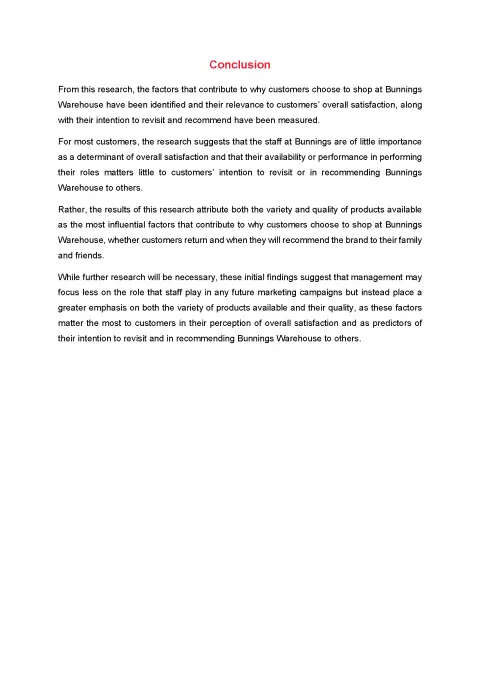 Conclusion
From this research, the factors that contribute to why customers choose to shop at Bunnings
Warehouse have been identified and their relevance to customers' overall satisfaction, along
with their intention to revisit and recommend have been measured.
For most customers, the research suggests that the staff at Bunnings are of little importance
as a determinant of overall satisfaction and that their availability or performance in performing
their roles matters little to customers' intention to revisit or in recommending Bunnings
Warehouse to others.
Rather, the results of this research attribute both the variety and quality of products available
as the most influential factors that contribute to why customers choose to shop at Bunnings
Warehouse, whether customers return and when they will recommend the brand to their family
and friends.
While further research will be necessary, these initial findings suggest that management may
focus less on the role that staff play in any future marketing campaigns but instead place a
greater emphasis on both the variety of products available and their quality, as these factors
matter the most to customers in their perception of overall satisfaction and as predictors of
their intention to revisit and in recommending Bunnings Warehouse to others.